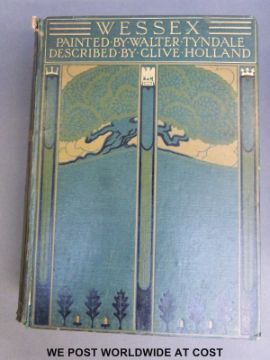 WESSEX
PAINTED·BY·WALTER·TYNDALE
DESCRIBED·BY·CLIVE·HOLLAND
WE POST WORLDWIDE AT COST